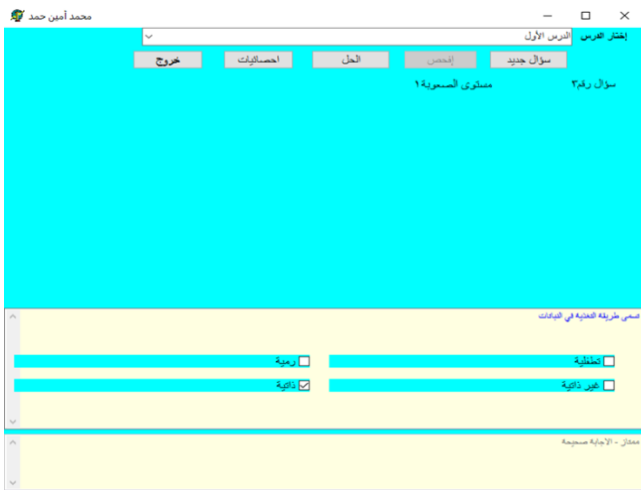 محمد أمين حمد
إختار الدرس الدرس الأول
سؤال جديد إفحص الحل احصائيات خروج
سؤال رقم٣ مستوى الصعوبة١
تسمى طريقة التغذية في النباتات
تطفلية رمية
غير ذاتية ذاتية
ممتاز - الاجابة صحيحة